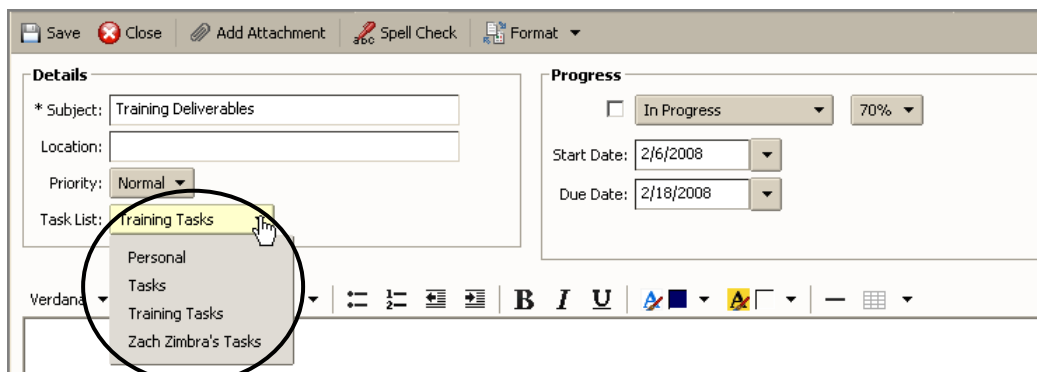 Save Close Add Attachment abc Spell Check Format
Details
* Subject: Training Deliverables
Location:
Priority: Normal
Task List: Training Tasks
Personal
Tasks
Training Tasks
Zach Zimbra's Tasks
Progress
In Progress 70%
Start Date: 2/6/2008
Due Date: 2/18/2008
Verdana B I U